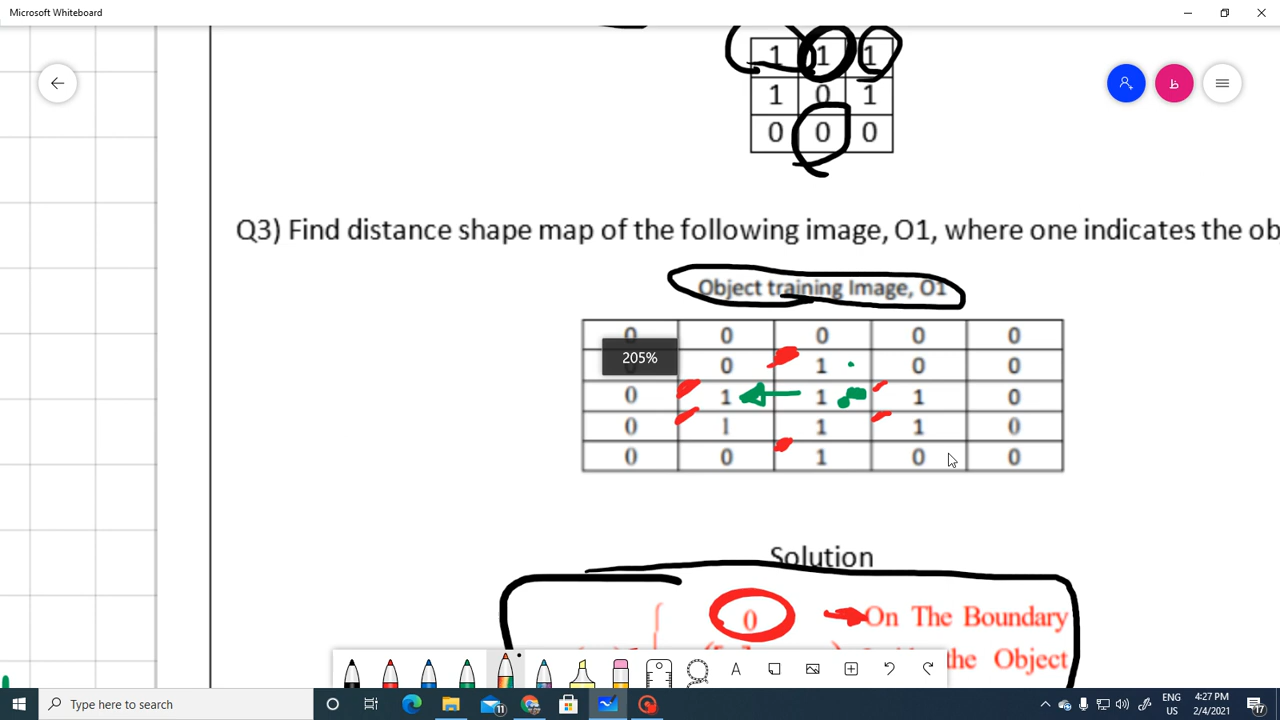 Microsoft Whiteboard
ط
1 1 1
1 0 1
0 0 0
Q3) Find distance shape map of the following image, O1, where one indicates the ob
Object training Image, O1
0 0 0 0 0
205%
0 1 0 0
0 1 1 1 0
0 1 1 1 0
0 0 1 0 0
Solution
0 On The Boundary
the Object
A
Type here to search
11
ENG
US
4:27 PM
2/4/2021
17